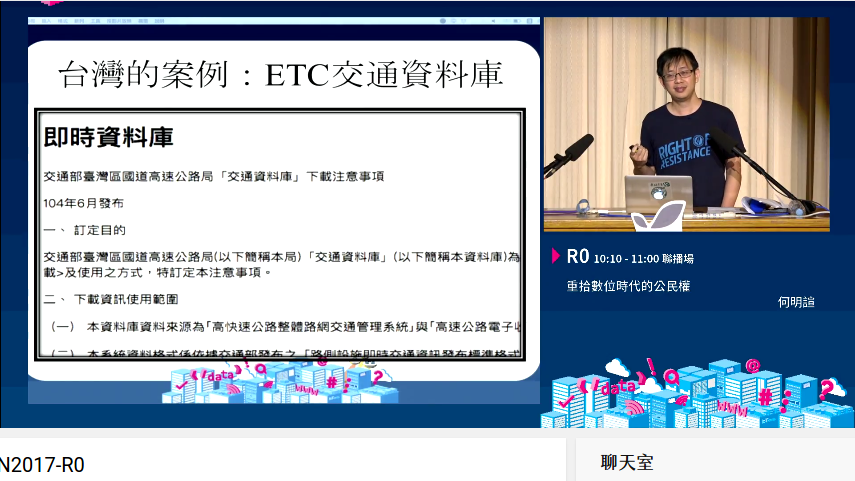 台灣的案例：ETC交通資料庫
即時資料庫
交通部臺灣區國道高速公路局「交通資料庫」下載注意事項
104年6月發布
一、 訂定目的
交通部臺灣區國道高速公路局(以下簡稱本局)「交通資料庫」(以下簡稱本資料庫)為
載>及使用之方式，特訂定本注意事項。
二、 下載資訊使用範圍
（一） 本資料庫資料來源為「高快速公路整體路網交通管理系統」與「高速公路電子收
（二） 本系統資料格式係依據交通部發布之「路側設施即時交通資訊發布標準格式
data
www
RIGHT OF
RESISTANCE
R0 10:10 - 11:00 聯播場
重拾數位時代的公民權
何明諠
data
www
N2017-R0
聊天室